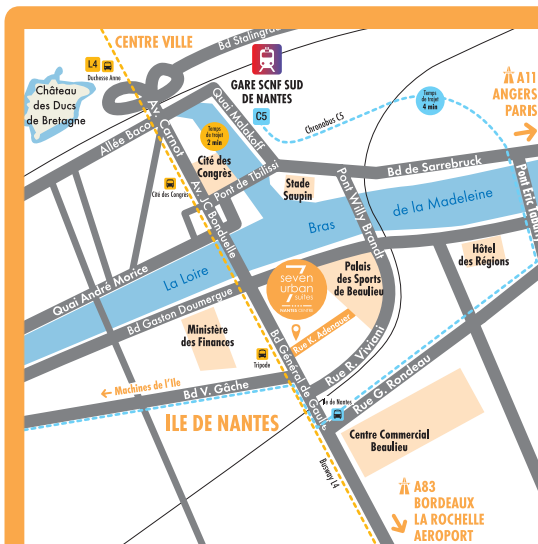 CENTRE VILLE
Bd Stalingrad
L4
Duchesse Anne
Château
des Ducs
de Bretagne
GARE SCNF SUD
DE NANTES
C5
Chronobus C5
Temps
de trajet
4 min
A11
ANGERS
PARIS
Allée Baco
Av. Carnot
Quai Malakoff
Temps
de trajet
2 min
Cité des
Congrès
Cité des Congrès
Pont de Tbilissi
Stade
Saupin
Bd de Sarrebruck
Pont Willy Brandt
Pont Eric Tabarly
Av. JC Bonduelle
La Loire
Bras
de la Madeleine
Quai André Morice
Bd Gaston Doumergue
7
seven
urban
suites
NANTES CENTRE
Palais
des Sports
de Beaulieu
Hôtel
des Régions
Ministère
des Finances
Rue K. Adenauer
Rue R. Viviani
Tripode
Bd Général de Gaulle
← Machines de l'Ile
Bd V. Gâche
Rue G. Rondeau
Ile de Nantes
ILE DE NANTES
Centre Commercial
Beaulieu
Busway L4
A83
BORDEAUX
LA ROCHELLE
AEROPORT